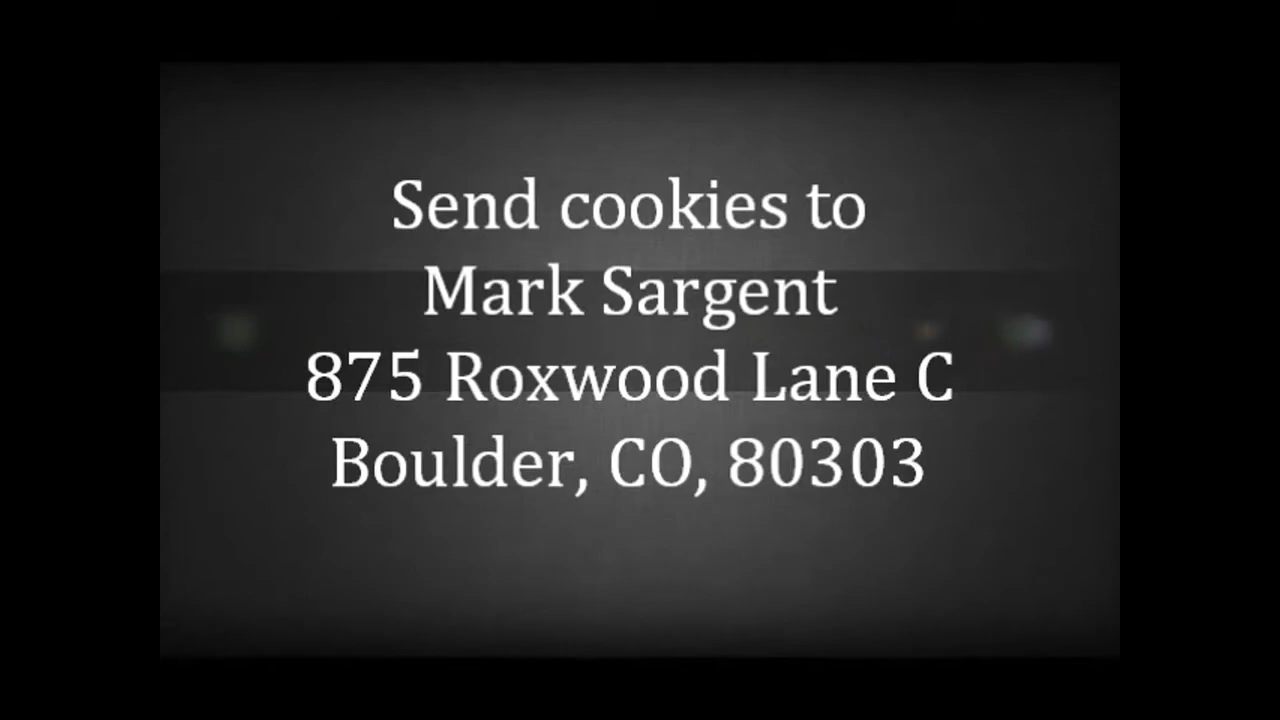 Send cookies to
Mark Sargent
875 Roxwood Lane C
Boulder, CO, 80303